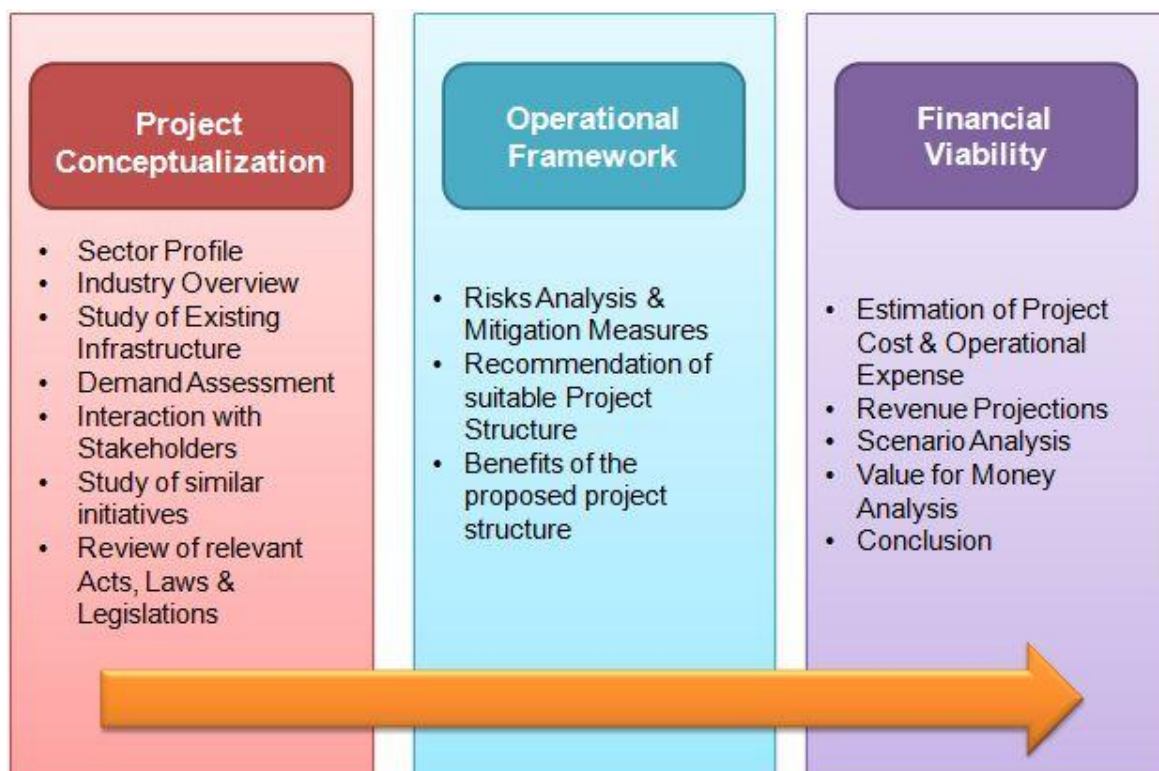 Project
Conceptualization
• Sector Profile
• Industry Overview
• Study of Existing
Infrastructure
• Demand Assessment
• Interaction with
Stakeholders
• Study of similar
initiatives
• Review of relevant
Acts, Laws &
Legislations
Operational
Framework
• Risks Analysis &
Mitigation Measures
• Recommendation of
suitable Project
Structure
• Benefits of the
proposed project
structure
Financial
Viability
• Estimation of Project
Cost & Operational
Expense
• Revenue Projections
• Scenario Analysis
• Value for Money
Analysis
• Conclusion